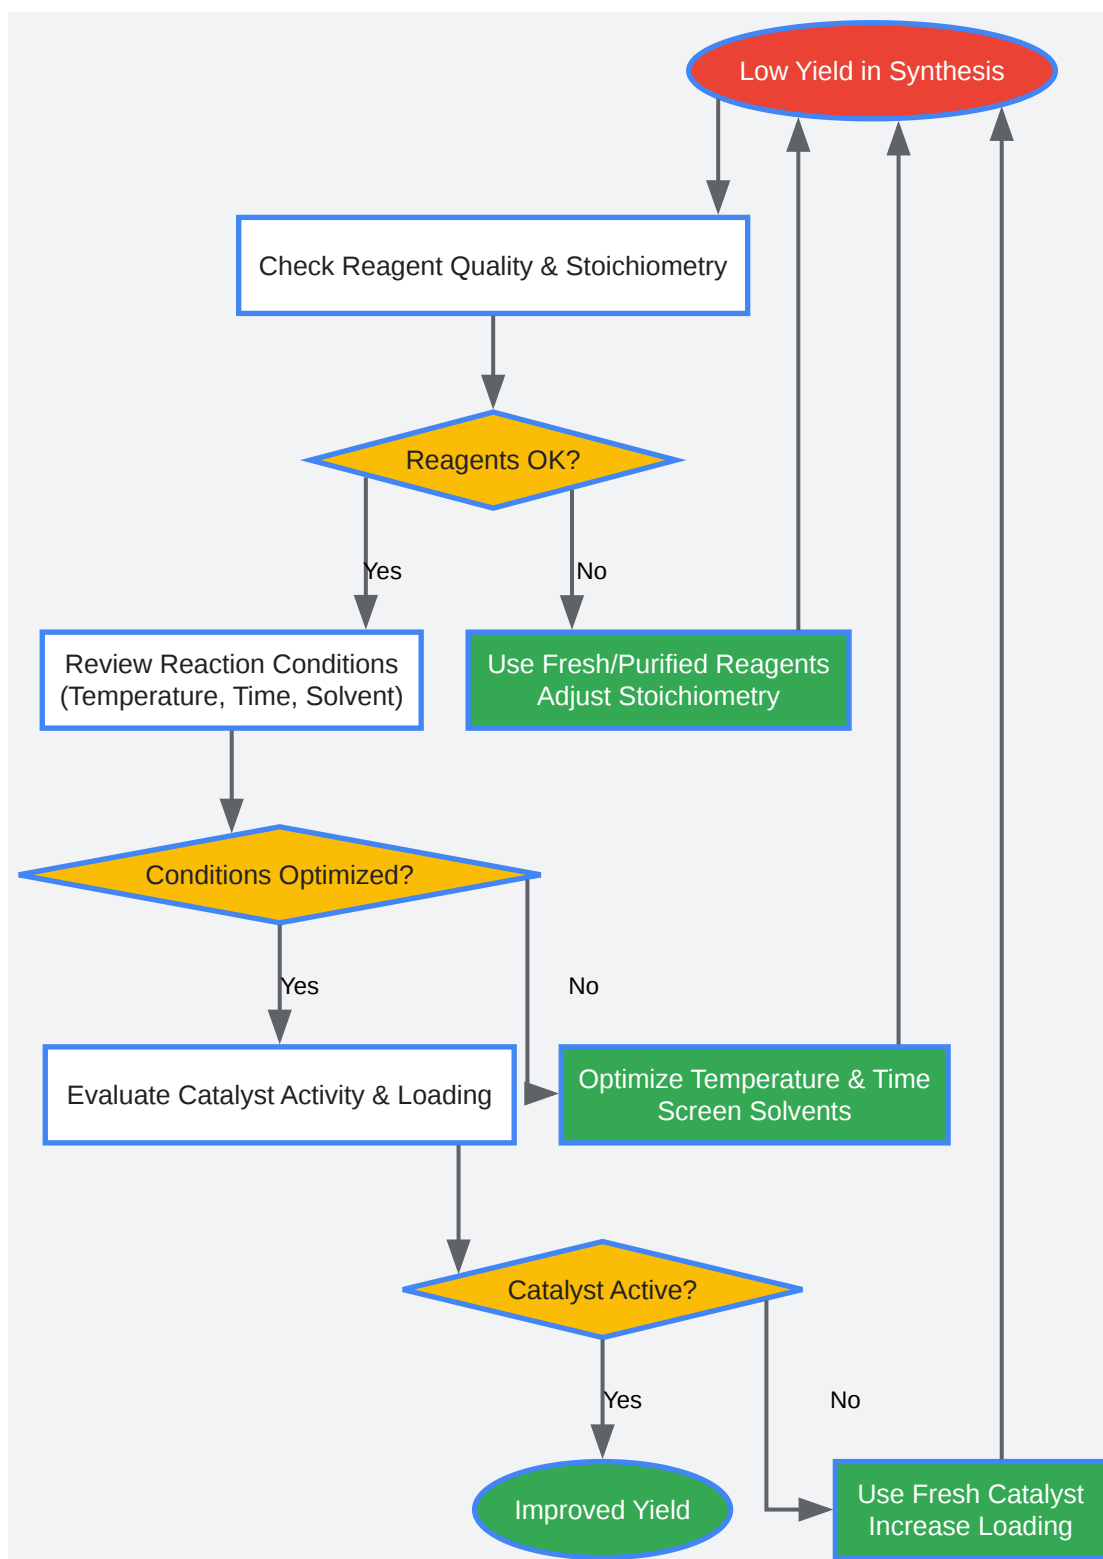 Low Yield in Synthesis
Check Reagent Quality & Stoichiometry
Reagents OK?
Yes
No
Review Reaction Conditions
(Temperature, Time, Solvent)
Use Fresh/Purified Reagents
Adjust Stoichiometry
Conditions Optimized?
Yes
No
Evaluate Catalyst Activity & Loading
Optimize Temperature & Time
Screen Solvents
Catalyst Active?
Yes
No
Improved Yield
Use Fresh Catalyst
Increase Loading